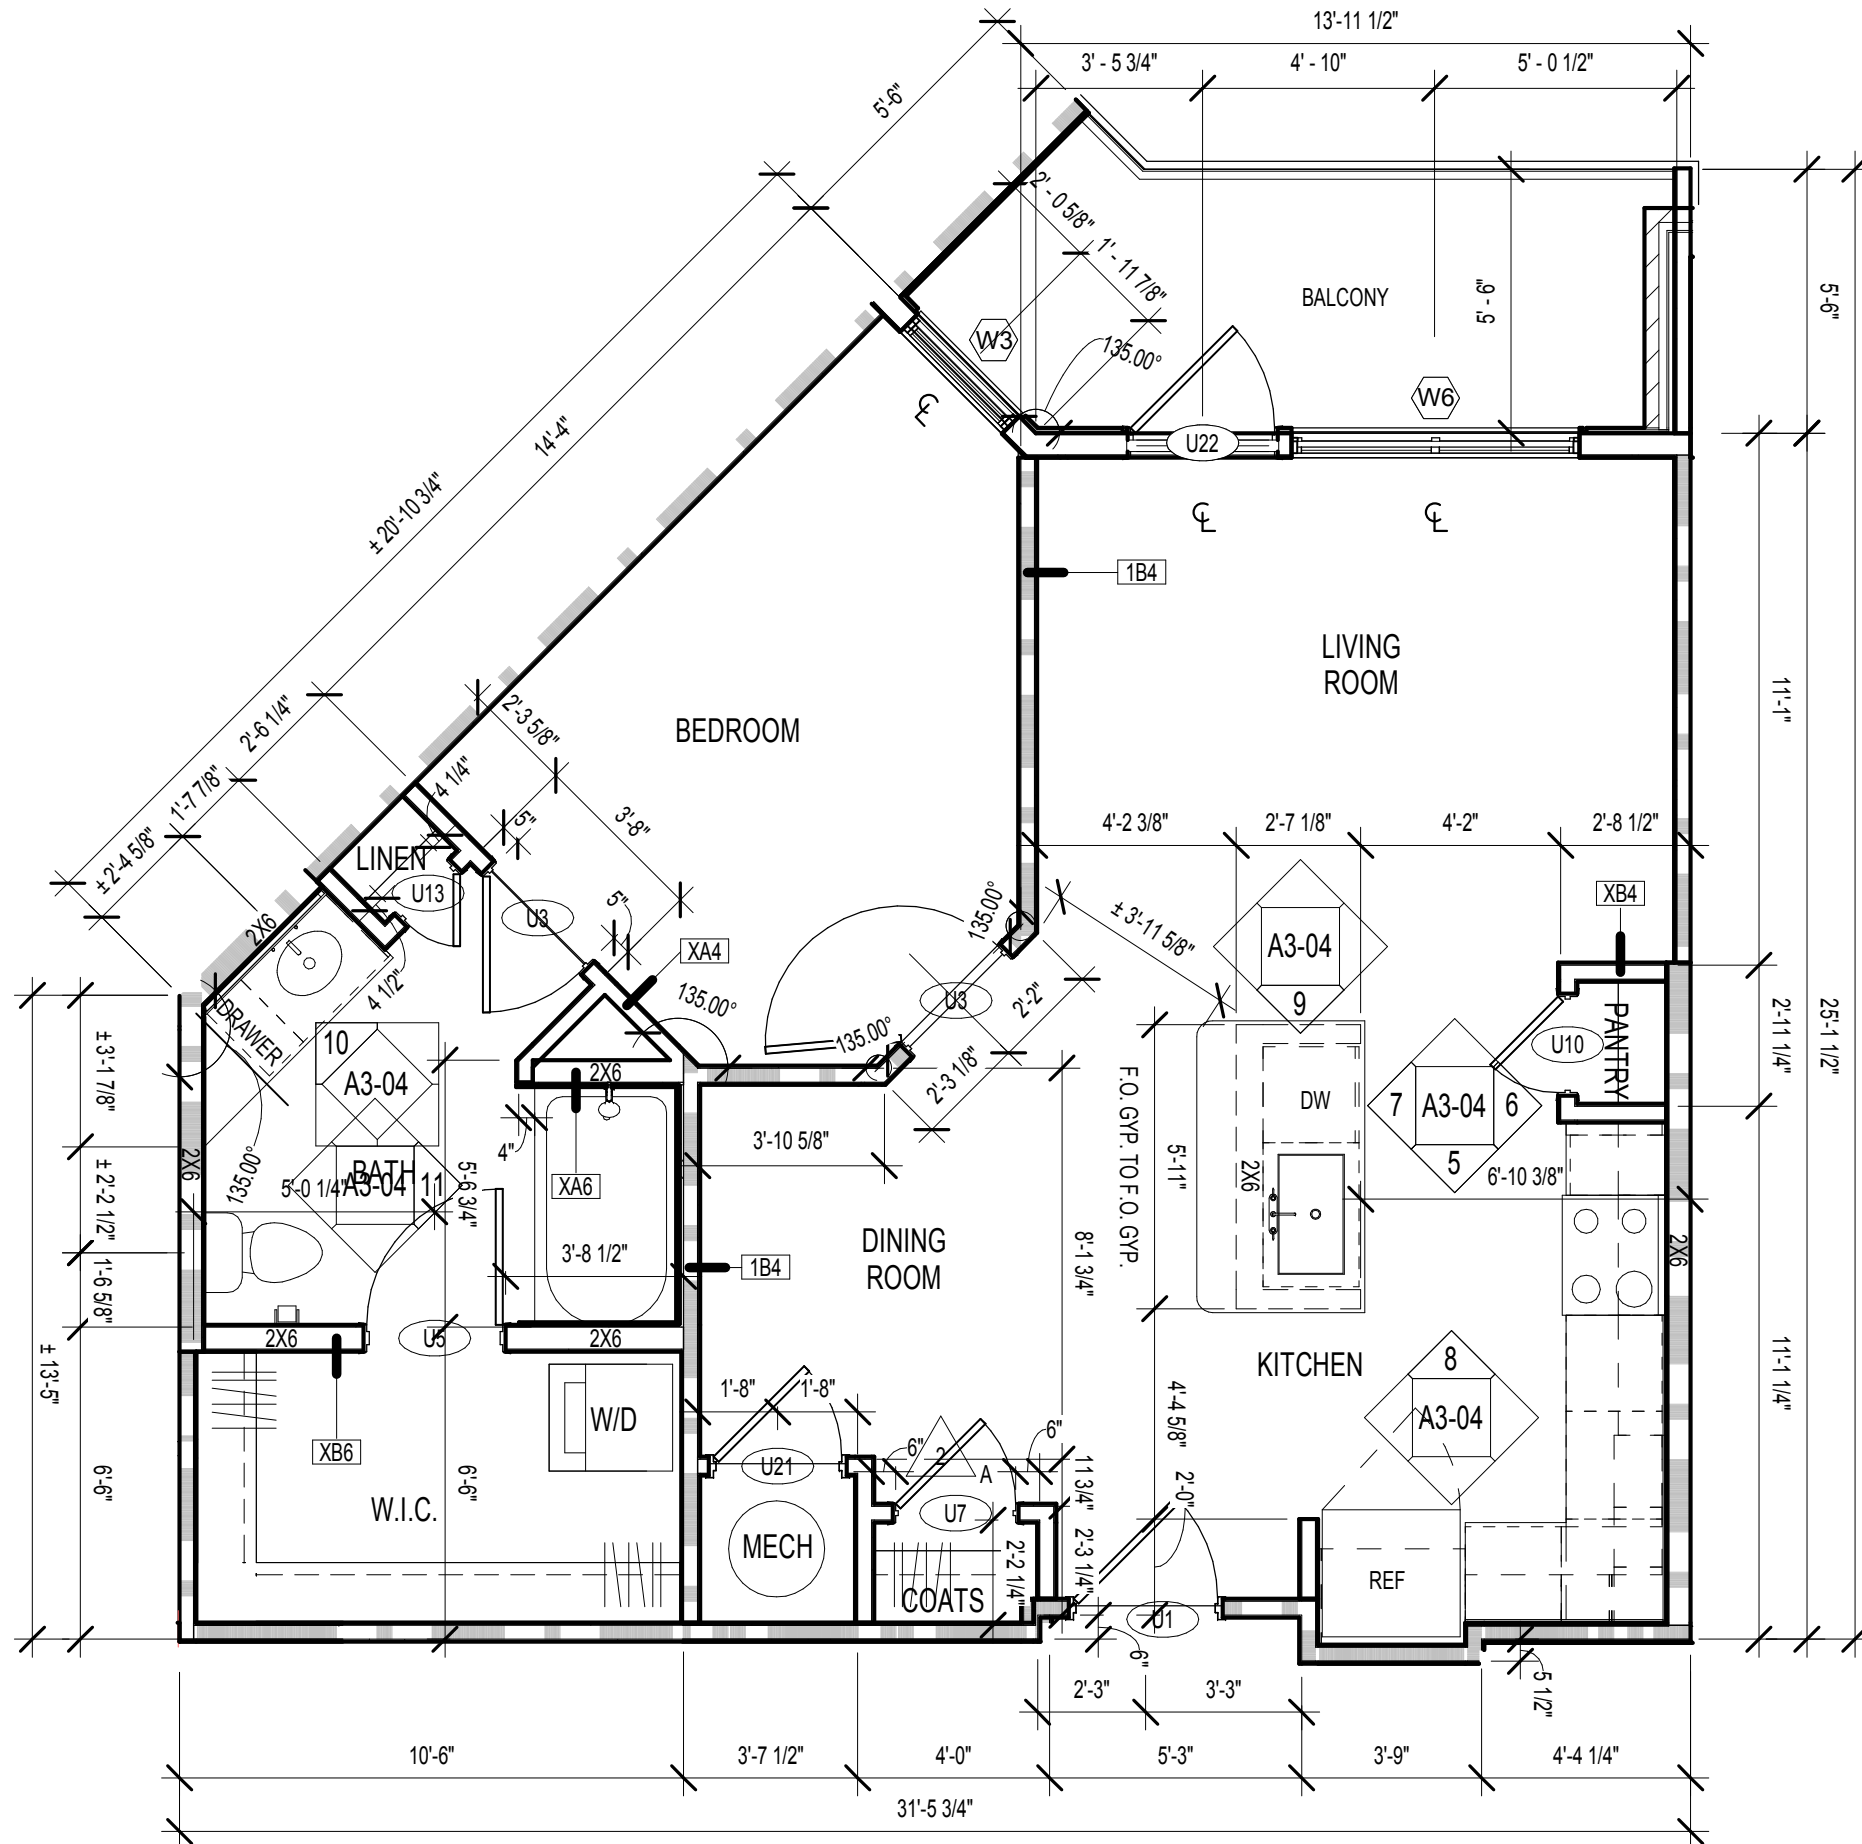 13'-11 1/2"
3' - 5 3/4"
4' - 10"
5' - 0 1/2"
5'-6"
2' - 0 5/8"
1' - 11 7/8"
BALCONY
5' - 6"
5'-6"
W3
135.00°
W6
U22
14'-4"
± 20'-10 3/4"
1B4
LIVING
ROOM
11'-1"
2'-6 1/4"
2'-3 5/8"
BEDROOM
1'-7 7/8"
4 1/4"
5"
3'-8"
4'-2 3/8"
2'-7 1/8"
4'-2"
2'-8 1/2"
± 2'-4 5/8"
LINEN
U13
U3
5"
XA4
135.00°
± 3'-11 5/8"
A3-04
9
XB4
2X6
4 1/2"
DRAWER
135.00°
U3
2'-2"
135.00°
2'-3 1/8"
2'-11 1/4"
25'-1 1/2"
PANTRY
U10
± 3'-1 7/8"
10
A3-04
2X6
F.O. GYP. TO F.O. GYP.
DW
7
A3-04
6
5
3'-10 5/8"
4"
XA6
2X6
± 2'-2 1/2"
135.00°
BATH
5'-0 1/4"
A3-04
11
5'-6 3/4"
5'-11"
2X6
6'-10 3/8"
DINING
ROOM
8'-1 3/4"
2X6
1'-6 5/8"
3'-8 1/2"
1B4
± 13'-5"
2X6
U5
2X6
KITCHEN
8
A3-04
11'-1 1/4"
1'-8"
1'-8"
4'-4 5/8"
W/D
XB6
6'-6"
6'-6"
U21
6"
2
A
6"
11 3/4"
2'-0"
W.I.C.
U7
MECH
2'-2 1/4"
2'-3 1/4"
COATS
REF
U1
6"
5 1/2"
2'-3"
3'-3"
10'-6"
3'-7 1/2"
4'-0"
5'-3"
3'-9"
4'-4 1/4"
31'-5 3/4"